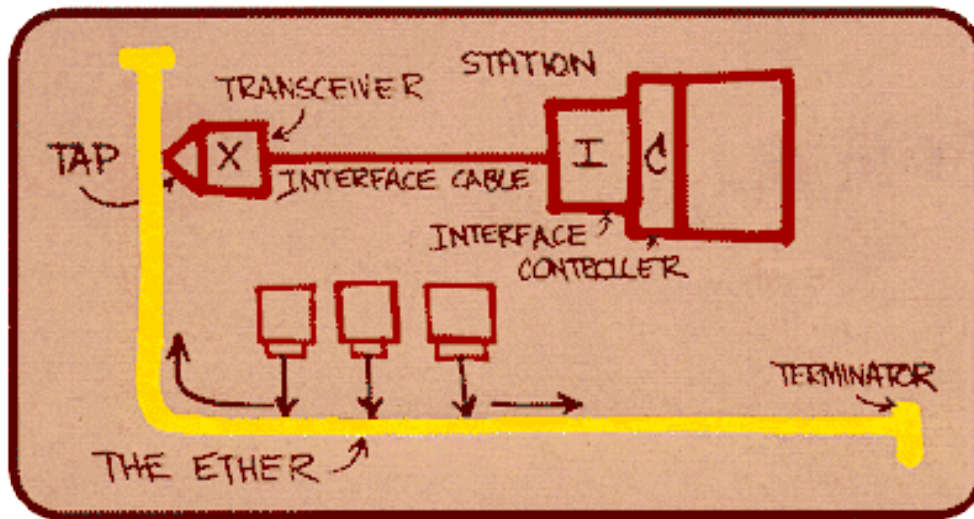 STATION
TRANSCEIVER
TAP
X
I
C
INTERFACE CABLE
INTERFACE
CONTROLLER
TERMINATOR
THE ETHER